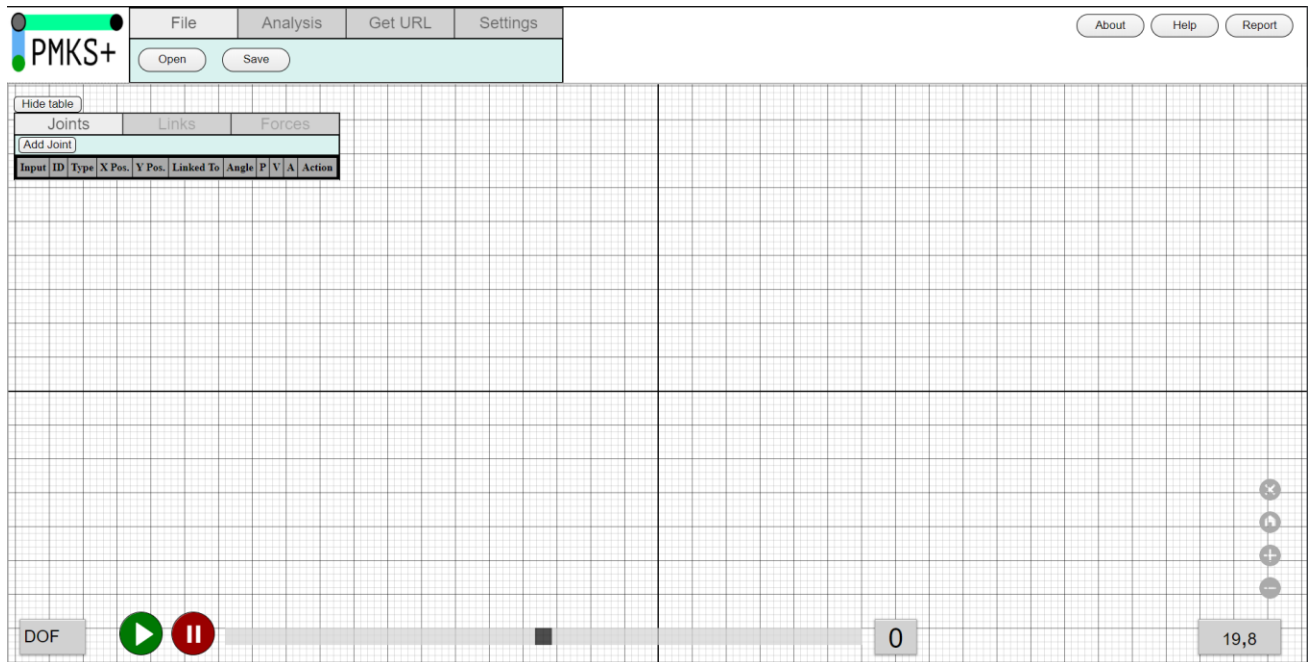 PMKS+
File Analysis Get URL Settings
Open Save
About Help Report
Hide table
Joints Links Forces
Add Joint
Input ID Type X Pos. Y Pos. Linked To Angle P V A Action
DOF 0 19,8